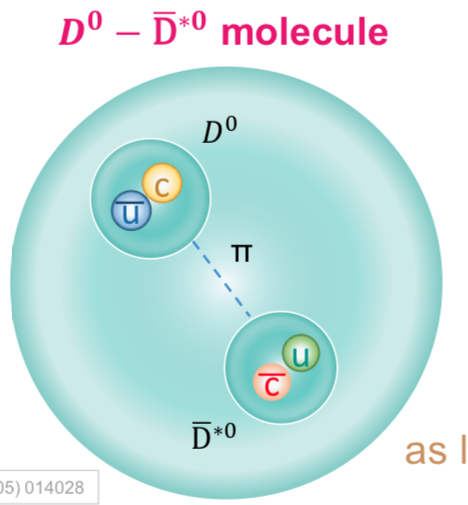 D⁰ − D̅*⁰ molecule
D⁰
c
u̅
π
u
c̅
D̅*⁰
as l
05) 014028